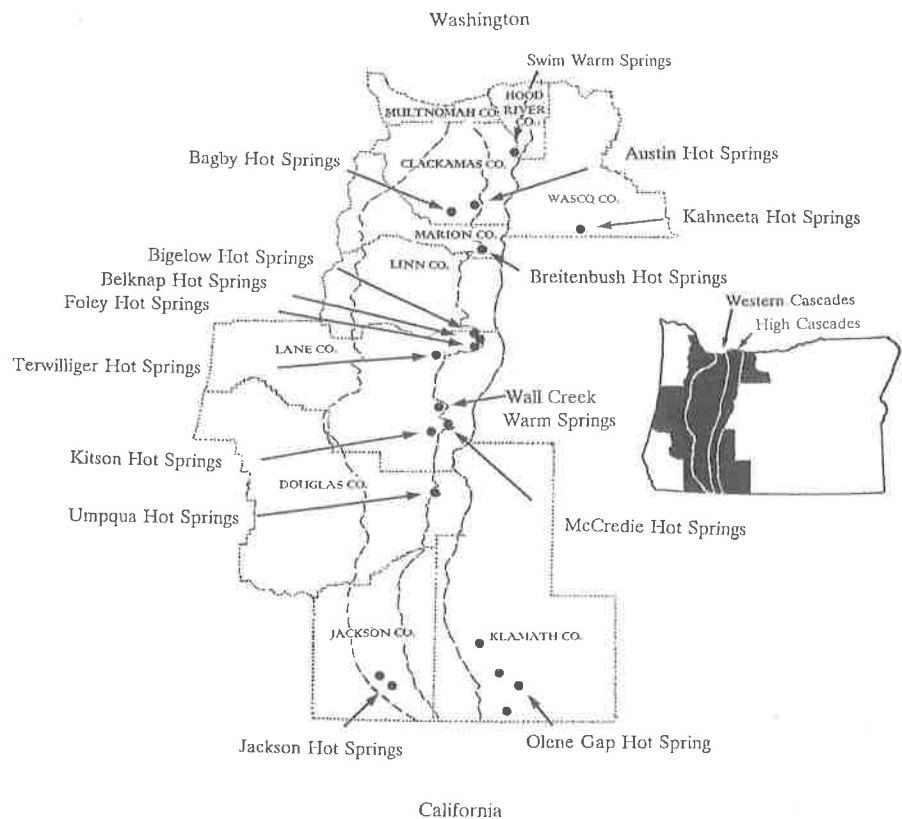 Washington
Swim Warm Springs
HOOD
RIVER
CO.
MULTNOMAH CO.
Bagby Hot Springs
CLACKAMAS CO.
Austin Hot Springs
WASCO CO.
Kahneeta Hot Springs
MARION CO.
Bigelow Hot Springs
LINN CO.
Belknap Hot Springs
Breitenbush Hot Springs
Foley Hot Springs
Western Cascades
High Cascades
LANE CO.
Terwilliger Hot Springs
Wall Creek
Warm Springs
Kitson Hot Springs
DOUGLAS CO.
Umpqua Hot Springs
McCredie Hot Springs
JACKSON CO.
KLAMATH CO.
Jackson Hot Springs
Olene Gap Hot Spring
California